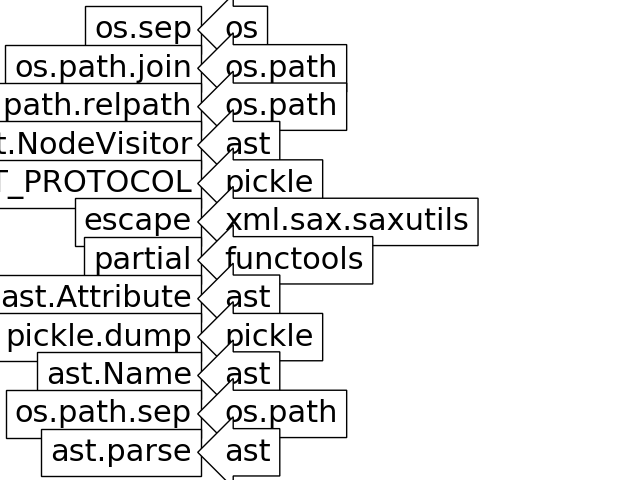 os.sep os
os.path.join os.path
path.relpath os.path
t.NodeVisitor ast
T_PROTOCOL pickle
escape xml.sax.saxutils
partial functools
ast.Attribute ast
pickle.dump pickle
ast.Name ast
os.path.sep os.path
ast.parse ast